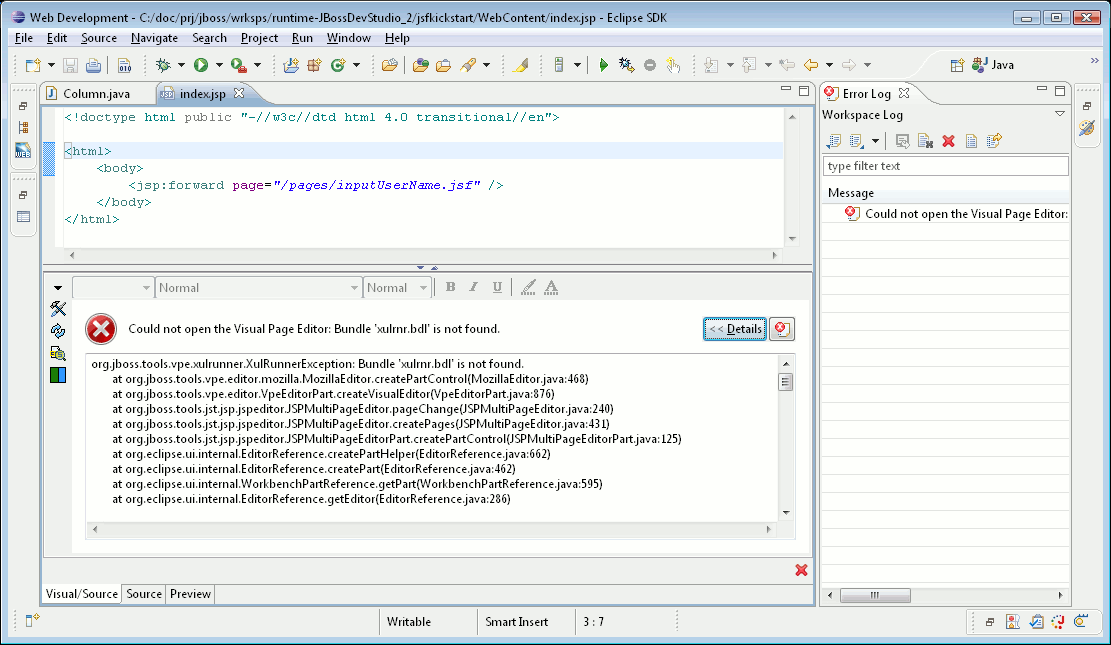 Web Development - C:/doc/prj/jboss/wrksps/runtime-JBossDevStudio_2/jsfkickstart/WebContent/index.jsp - Eclipse SDK
File Edit Source Navigate Search Project Run Window Help
010
Java
Column.java
JSP index.jsp
Error Log
<!doctype html public "-//w3c//dtd html 4.0 transitional//en">
<html>
<body>
<jsp:forward page="/pages/inputUserName.jsf" />
</body>
</html>
Workspace Log
type filter text
Message
Could not open the Visual Page Editor:
WEB
Normal Normal B I U A
Could not open the Visual Page Editor: Bundle 'xulrnr.bdl' is not found.
<< Details
org.jboss.tools.vpe.xulrunner.XulRunnerException: Bundle 'xulrnr.bdl' is not found.
at org.jboss.tools.vpe.editor.mozilla.MozillaEditor.createPartControl(MozillaEditor.java:468)
at org.jboss.tools.vpe.editor.VpeEditorPart.createVisualEditor(VpeEditorPart.java:876)
at org.jboss.tools.jst.jsp.jspeditor.JSPMultiPageEditor.pageChange(JSPMultiPageEditor.java:240)
at org.jboss.tools.jst.jsp.jspeditor.JSPMultiPageEditor.createPages(JSPMultiPageEditor.java:431)
at org.jboss.tools.jst.jsp.jspeditor.JSPMultiPageEditorPart.createPartControl(JSPMultiPageEditorPart.java:125)
at org.eclipse.ui.internal.EditorReference.createPartHelper(EditorReference.java:662)
at org.eclipse.ui.internal.EditorReference.createPart(EditorReference.java:462)
at org.eclipse.ui.internal.WorkbenchPartReference.getPart(WorkbenchPartReference.java:595)
at org.eclipse.ui.internal.EditorReference.getEditor(EditorReference.java:286)
Visual/Source Source Preview
Writable Smart Insert 3 : 7